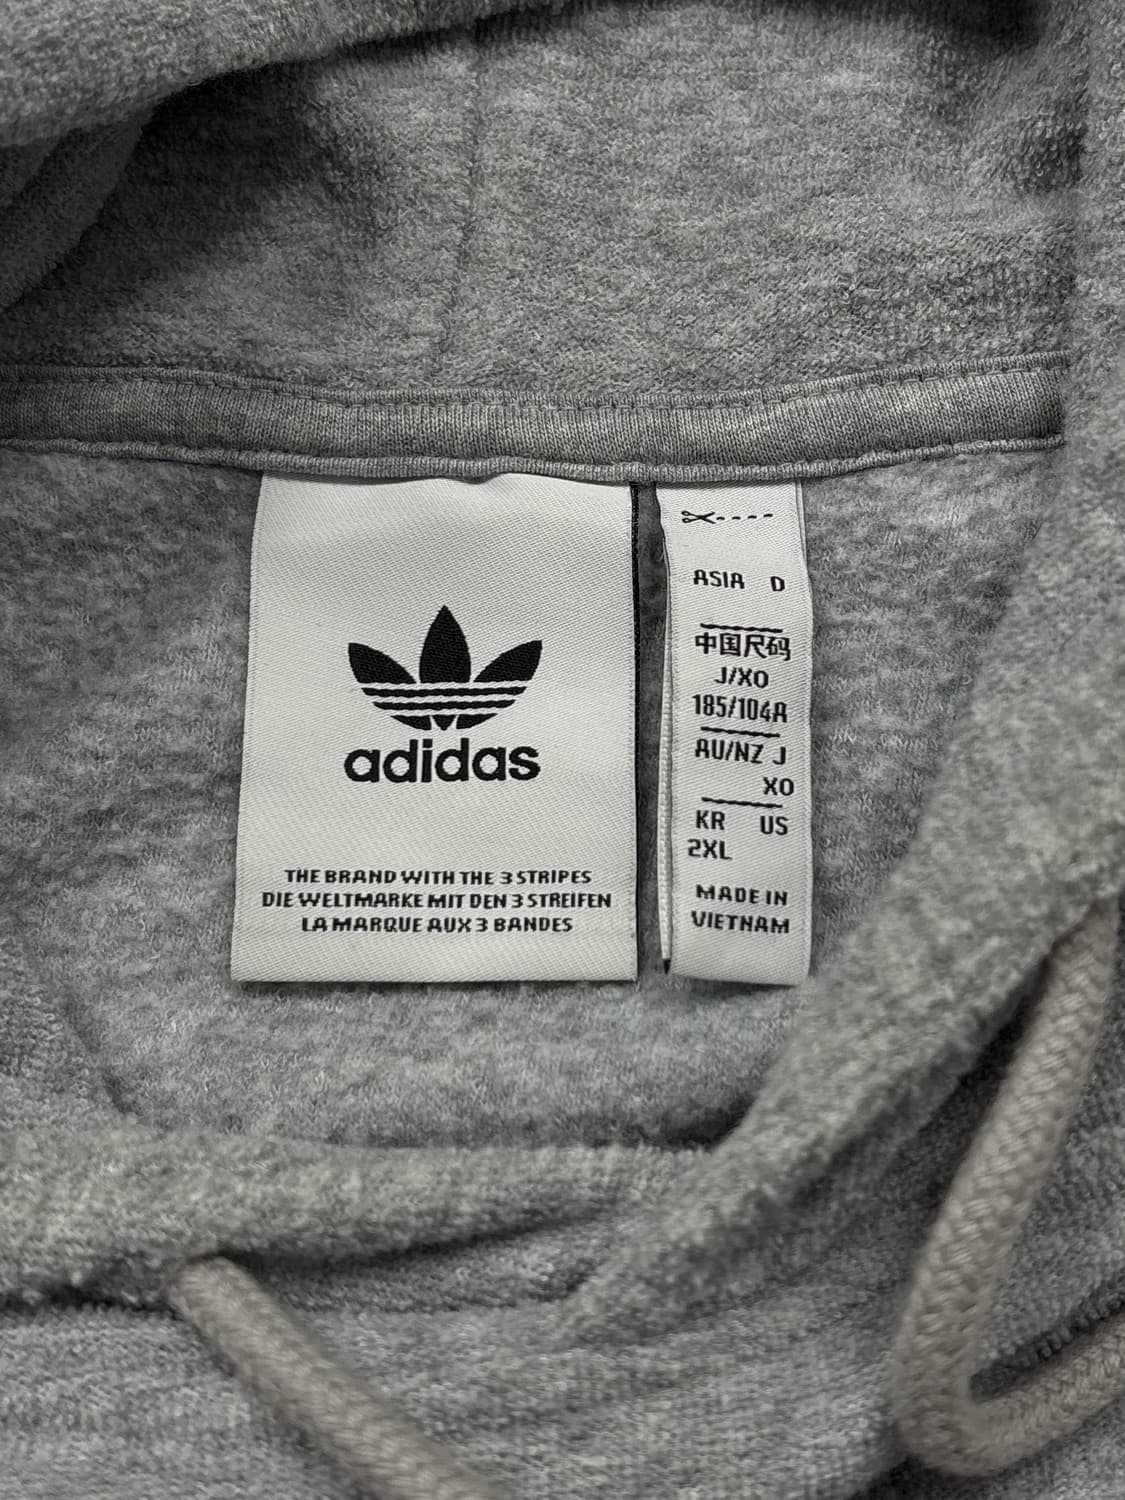 adidas
THE BRAND WITH THE 3 STRIPES
DIE WELTMARKE MIT DEN 3 STREIFEN
LA MARQUE AUX 3 BANDES
ASIA D
中国尺码
J/XO
185/104A
AU/NZ J
XO
KR US
2XL
MADE IN
VIETNAM